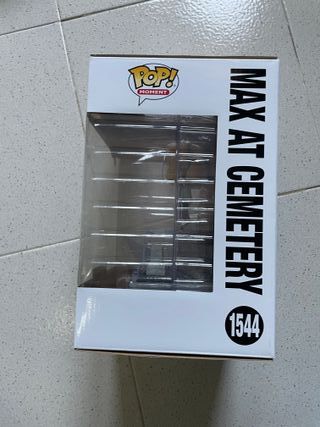 POP!
MOMENT
MAX AT CEMETERY
1544